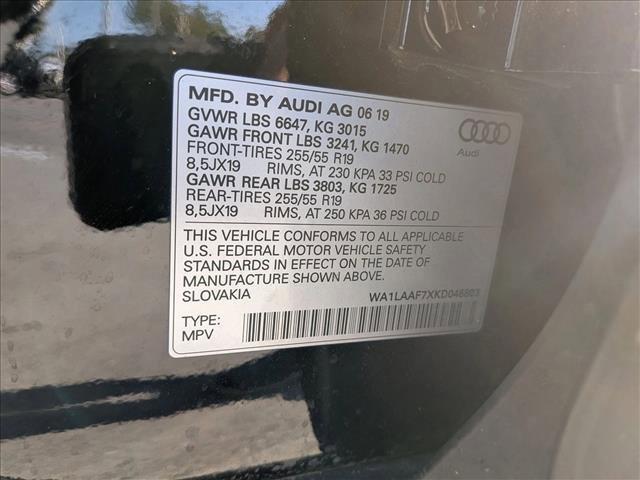 MFD. BY AUDI AG 06 19
GVWR LBS 6647, KG 3015
GAWR FRONT LBS 3241, KG 1470
FRONT-TIRES 255/55 R19
8,5JX19 RIMS, AT 230 KPA 33 PSI COLD
GAWR REAR LBS 3803, KG 1725
REAR-TIRES 255/55 R19
8,5JX19 RIMS, AT 250 KPA 36 PSI COLD
Audi
THIS VEHICLE CONFORMS TO ALL APPLICABLE
U.S. FEDERAL MOTOR VEHICLE SAFETY
STANDARDS IN EFFECT ON THE DATE OF
MANUFACTURE SHOWN ABOVE.
SLOVAKIA WA1LAAF7XKD046803
TYPE:
MPV